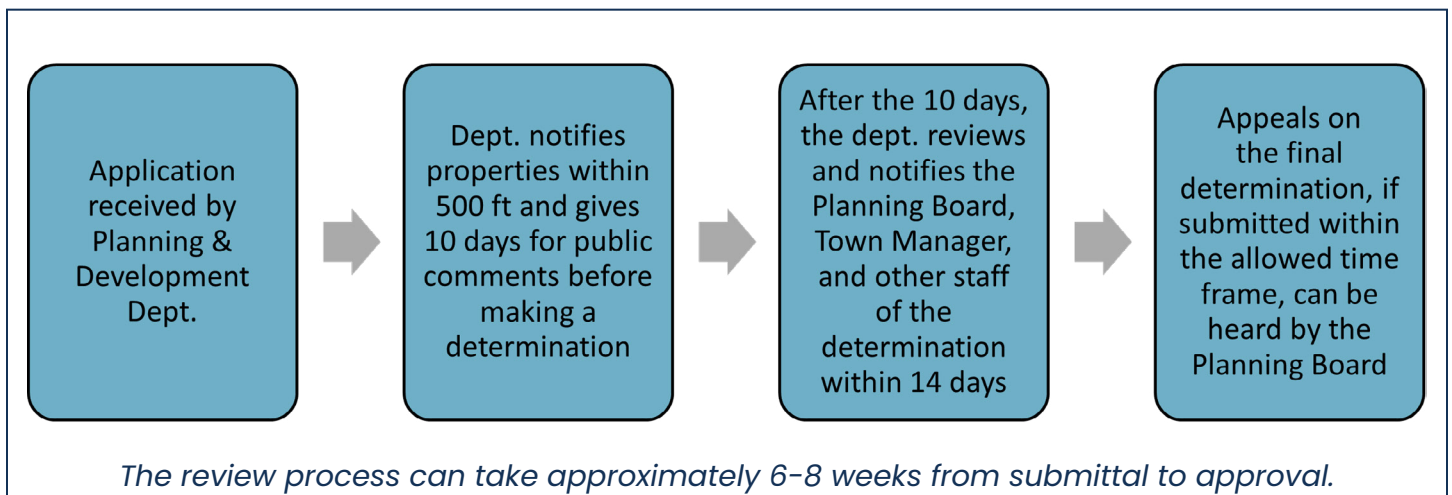 Application
received by
Planning &
Development
Dept.
Dept. notifies
properties within
500 ft and gives
10 days for public
comments before
making a
determination
After the 10 days,
the dept. reviews
and notifies the
Planning Board,
Town Manager,
and other staff
of the
determination
within 14 days
Appeals on
the final
determination, if
submitted within
the allowed time
frame, can be
heard by the
Planning Board
The review process can take approximately 6-8 weeks from submittal to approval.